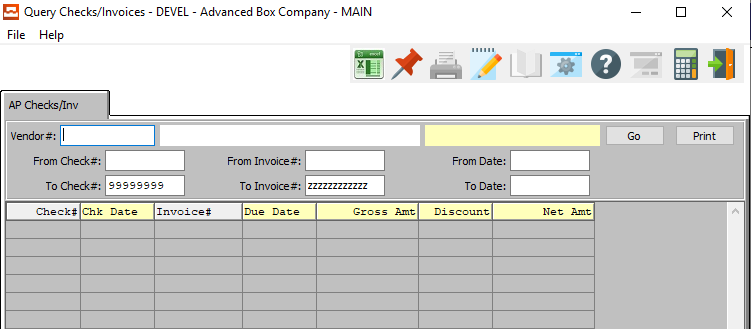 Query Checks/Invoices - DEVEL - Advanced Box Company - MAIN
File Help
excel
X
?
AP Checks/Inv
Vendor#: Go Print
From Check#: From Invoice#: From Date:
To Check#: 99999999 To Invoice#: zzzzzzzzzzzz To Date:
Check# Chk Date Invoice# Due Date Gross Amt Discount Net Amt